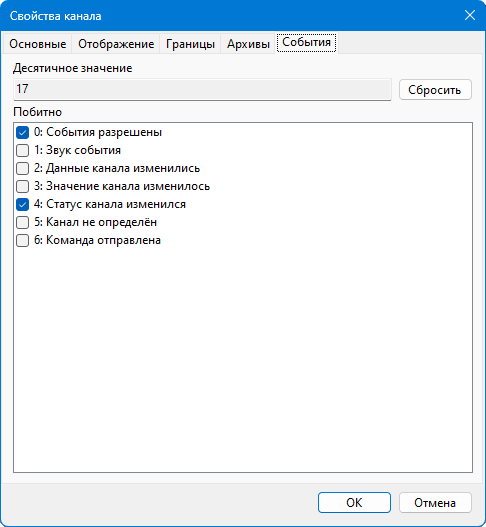 Свойства канала
Основные Отображение Границы Архивы События
Десятичное значение
17 Сбросить
Побитно
0: События разрешены
1: Звук события
2: Данные канала изменились
3: Значение канала изменилось
4: Статус канала изменился
5: Канал не определён
6: Команда отправлена
OK Отмена